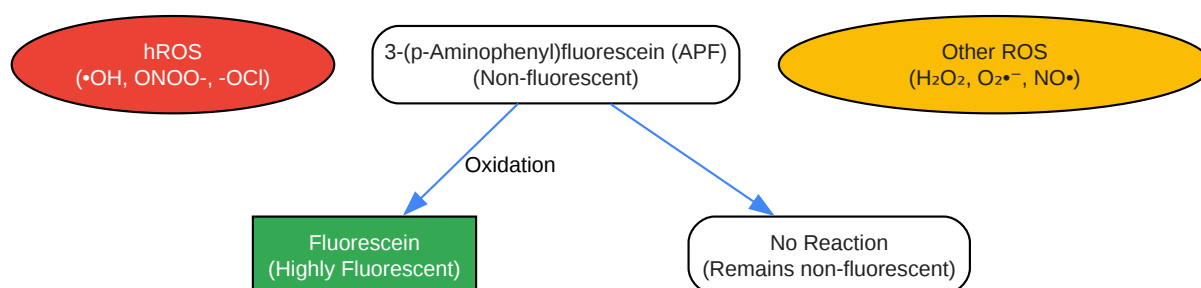 hROS
(•OH, ONOO-, -OCl)
3-(p-Aminophenyl)fluorescein (APF)
(Non-fluorescent)
Other ROS
(H₂O₂, O₂•⁻, NO•)
Oxidation
Fluorescein
(Highly Fluorescent)
No Reaction
(Remains non-fluorescent)